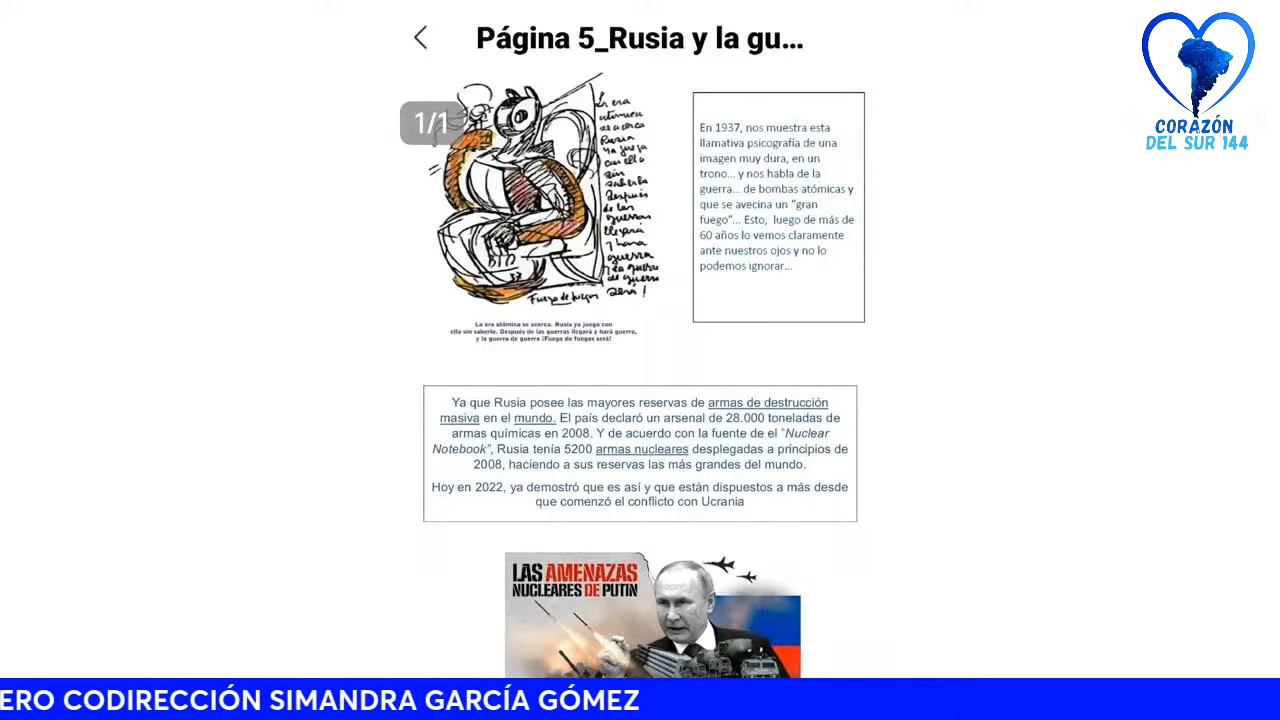 Página 5_Rusia y la gu...
1/1
CORAZÓN
DEL SUR 144
La era
atómica
se acerca
Rusia
ya juega
con ella
sin
saberlo
Después
de las
guerras
llegará
y hará
guerra
y la guerra
de guerra
Fuego de fuegos será!
La era atómica se acerca. Rusia ya juega con
ella sin saberlo. Después de las guerras llegará y hará guerra,
y la guerra de guerra ¡Fuego de fuegos será!
En 1937, nos muestra esta
llamativa psicografía de una
imagen muy dura, en un
trono... y nos habla de la
guerra... de bombas atómicas y
que se avecina un "gran
fuego"... Esto, luego de más de
60 años lo vemos claramente
ante nuestros ojos y no lo
podemos ignorar...
Ya que Rusia posee las mayores reservas de armas de destrucción
masiva en el mundo. El país declaró un arsenal de 28.000 toneladas de
armas químicas en 2008. Y de acuerdo con la fuente de el "Nuclear
Notebook", Rusia tenía 5200 armas nucleares desplegadas a principios de
2008, haciendo a sus reservas las más grandes del mundo.
Hoy en 2022, ya demostró que es así y que están dispuestos a más desde
que comenzó el conflicto con Ucrania
LAS AMENAZAS
NUCLEARES DE PUTIN
ERO CODIRECCIÓN SIMANDRA GARCÍA GÓMEZ